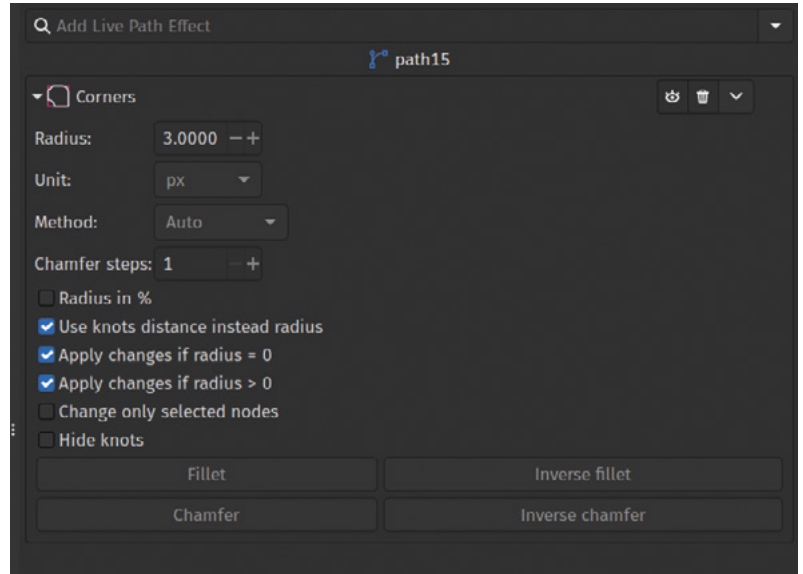 Add Live Path Effect
path15
Corners
Radius: 3.0000
Unit: px
Method: Auto
Chamfer steps: 1
Radius in %
Use knots distance instead radius
Apply changes if radius = 0
Apply changes if radius > 0
Change only selected nodes
Hide knots
Fillet Inverse fillet
Chamfer Inverse chamfer